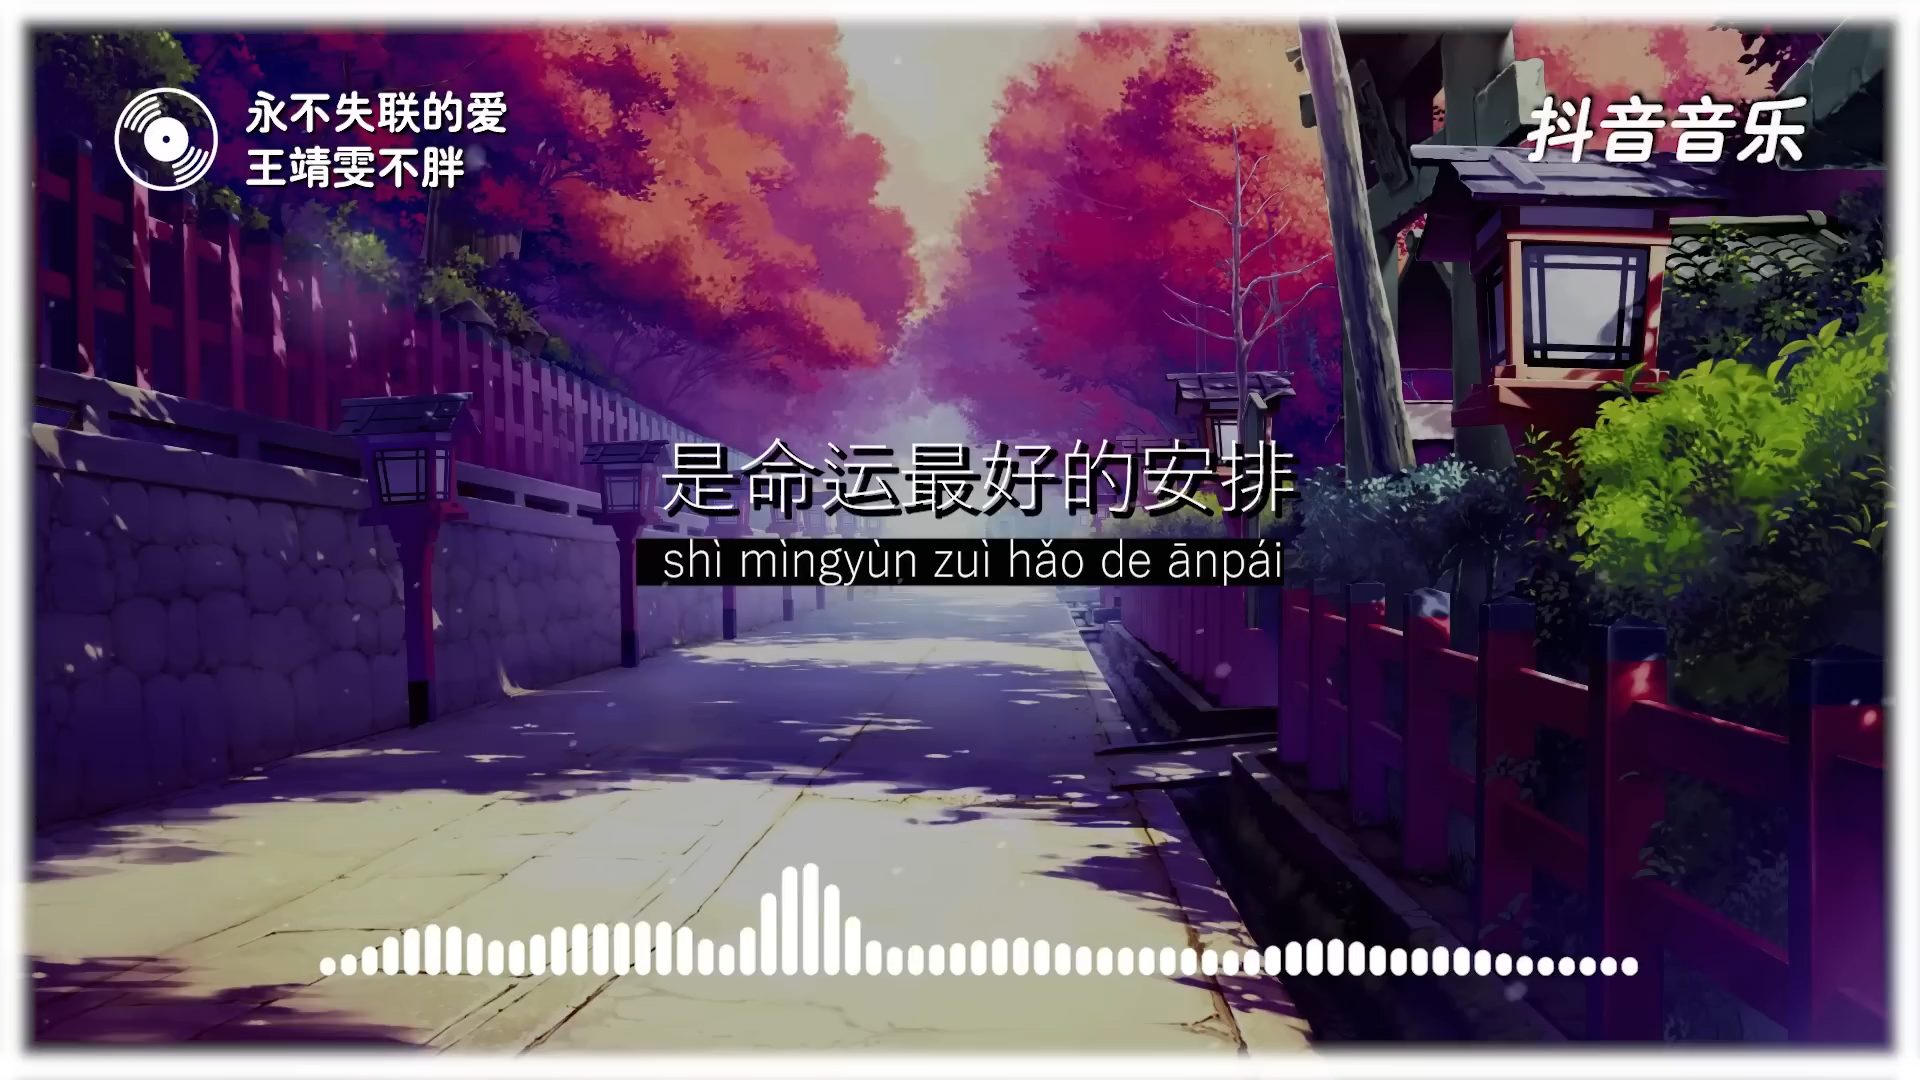 永不失联的爱
王靖雯不胖
抖音音乐
是命运最好的安排
shì mìngyùn zuì hǎo de ānpái